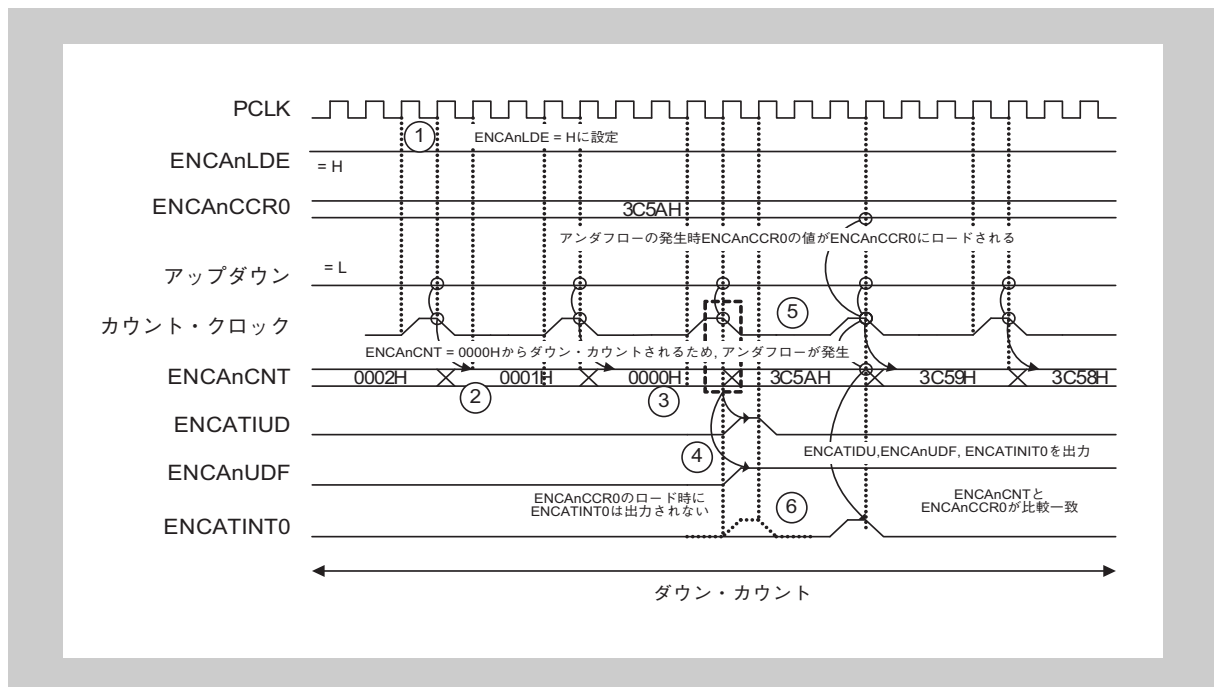 PCLK
①
ENCAnLDE = Hに設定
ENCAnLDE
= H
ENCAnCCR0
3C5AH
アンダフローの発生時ENCAnCCR0の値がENCAnCCR0にロードされる
アップダウン
= L
カウント・クロック
⑤
ENCAnCNT = 0000Hからダウン・カウントされるため, アンダフローが発生
ENCAnCNT
0002H
0001H
0000H
3C5AH
3C59H
3C58H
②
③
ENCATIUD
④
ENCATIDU,ENCAnUDF, ENCATINIT0を出力
ENCAnUDF
ENCAnCCR0のロード時に
ENCATINT0は出力されない
⑥
ENCAnCNTと
ENCAnCCR0が比較一致
ENCATINT0
ダウン・カウント